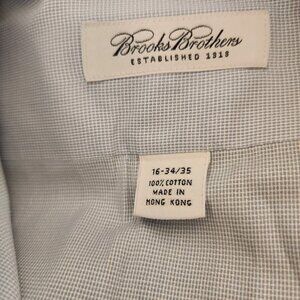 Brooks Brothers
ESTABLISHED 1818
16-34/35
100% COTTON
MADE IN
HONG KONG